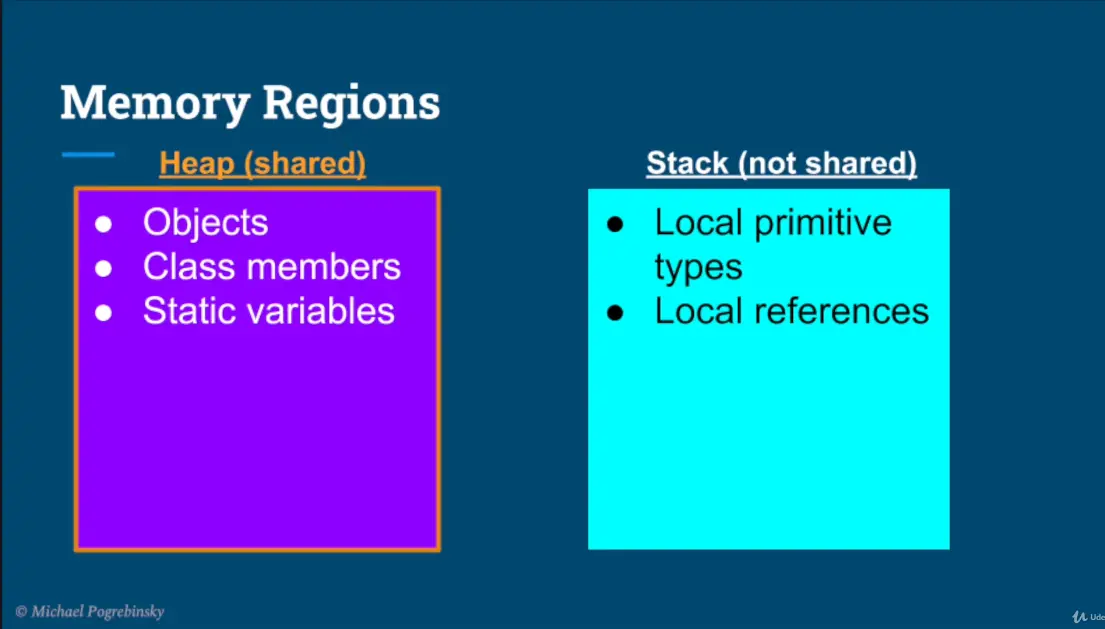 Memory Regions
Heap (shared)
• Objects
• Class members
• Static variables
Stack (not shared)
• Local primitive
types
• Local references
© Michael Pogrebinsky
Ude